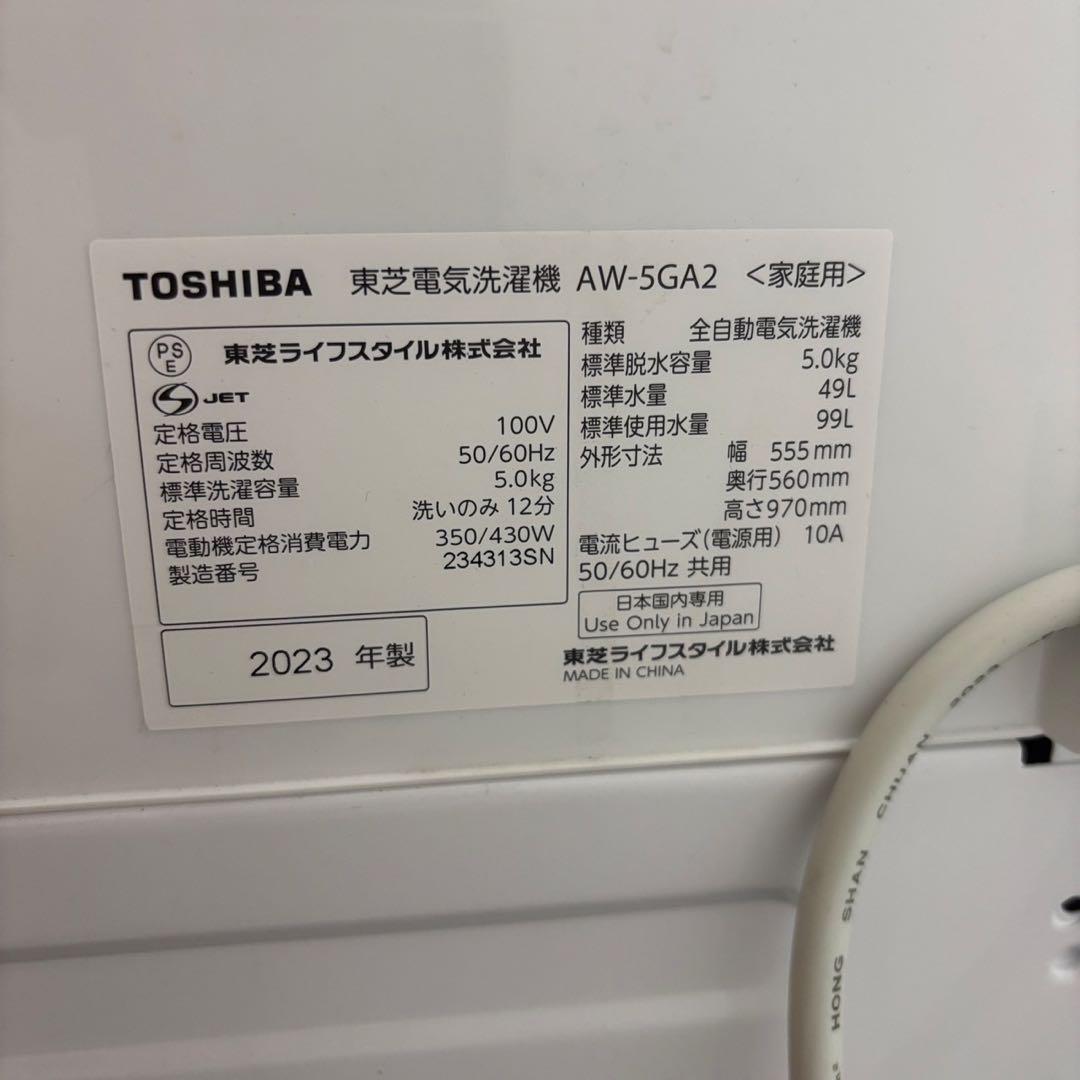 TOSHIBA 東芝電気洗濯機 AW-5GA2 <家庭用>
PSE 東芝ライフスタイル株式会社
S JET
定格電圧 100V
定格周波数 50/60Hz
標準洗濯容量 5.0kg
定格時間 洗いのみ 12分
電動機定格消費電力 350/430W
製造番号 234313SN
2023 年製
種類 全自動電気洗濯機
標準脱水容量 5.0kg
標準水量 49L
標準使用水量 99L
外形寸法 幅 555mm
奥行560mm
高さ970mm
電流ヒューズ(電源用) 10A
50/60Hz 共用
日本国内専用
Use Only in Japan
東芝ライフスタイル株式会社
MADE IN CHINA
HONG SHAN CHUAN 2023